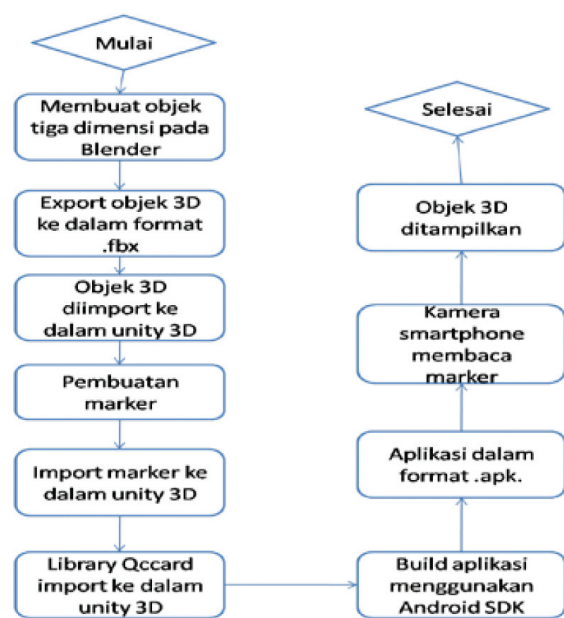 Mulai
Membuat objek
tiga dimensi pada
Blender
Export objek 3D
ke dalam format
.fbx
Objek 3D
diimport ke
dalam unity 3D
Pembuatan
marker
Import marker ke
dalam unity 3D
Library Qccard
import ke dalam
unity 3D
Build aplikasi
menggunakan
Android SDK
Aplikasi dalam
format .apk.
Kamera
smartphone
membaca
marker
Objek 3D
ditampilkan
Selesai